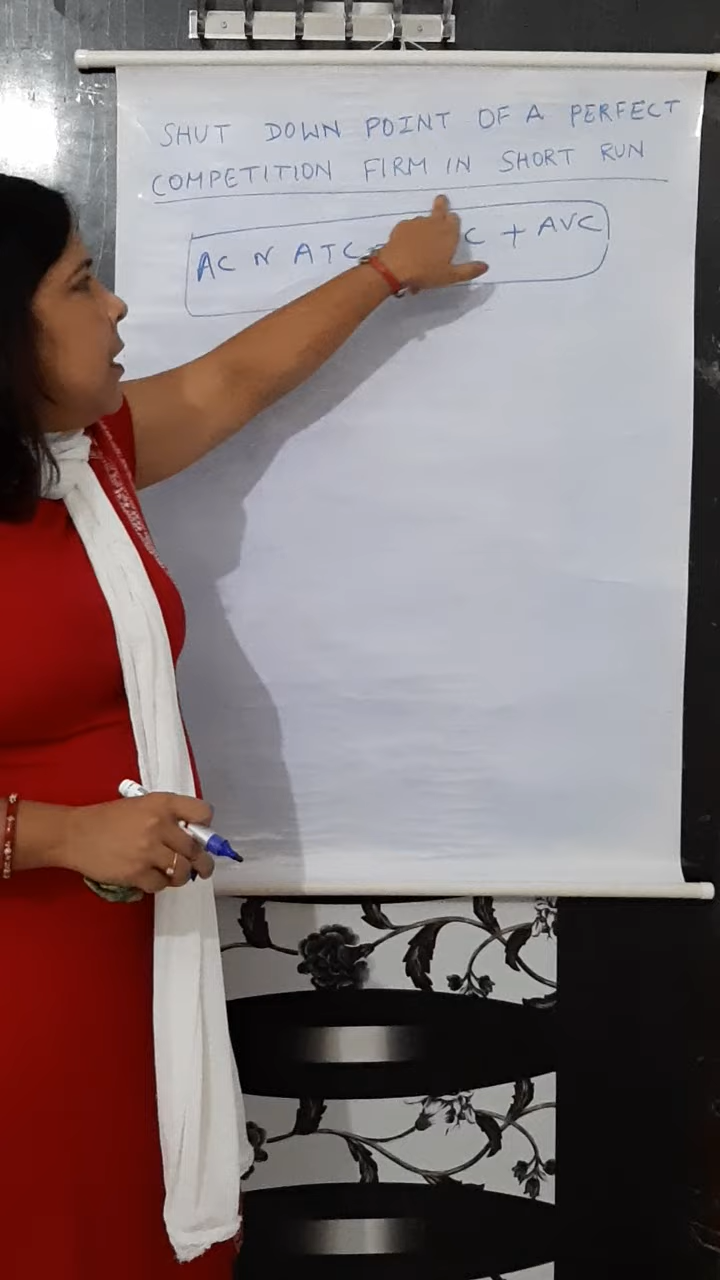 SHUT DOWN POINT OF A PERFECT
COMPETITION FIRM IN SHORT RUN
AC N ATC = C + AVC